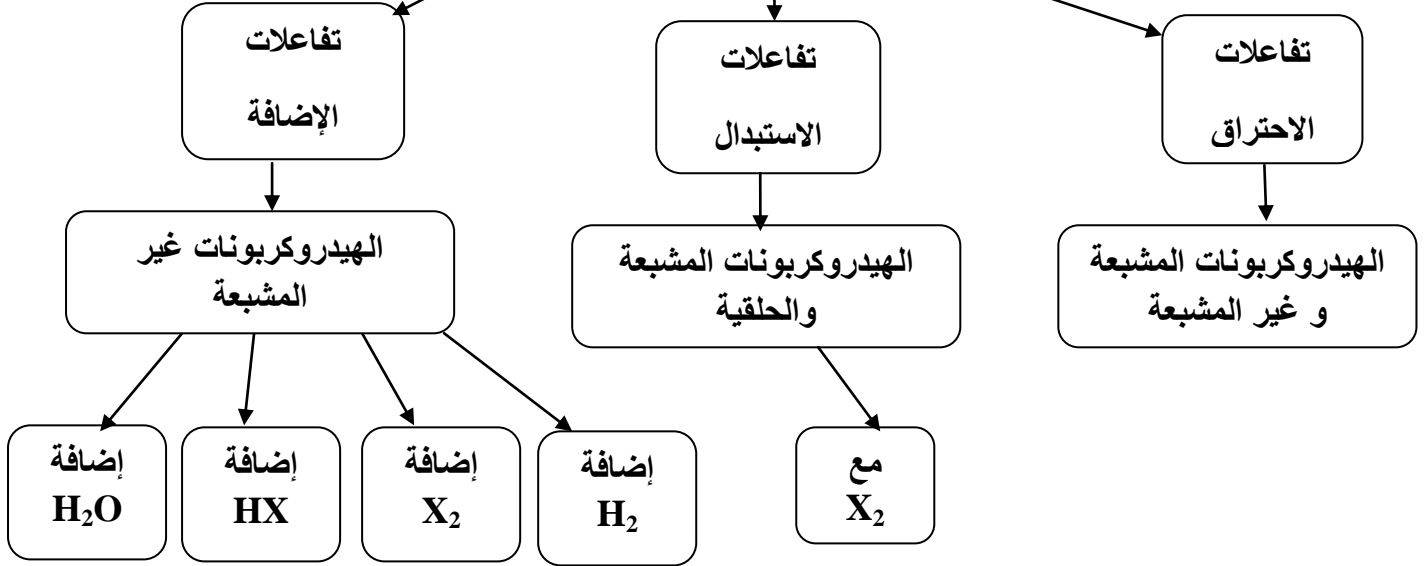 تفاعلات
الاحتراق
تفاعلات
الاستبدال
تفاعلات
الإضافة
الهيدروكربونات المشبعة
و غير المشبعة
الهيدروكربونات المشبعة
والحلقية
الهيدروكربونات غير
المشبعة
مع
X₂
إضافة
H₂
إضافة
X₂
إضافة
HX
إضافة
H₂O